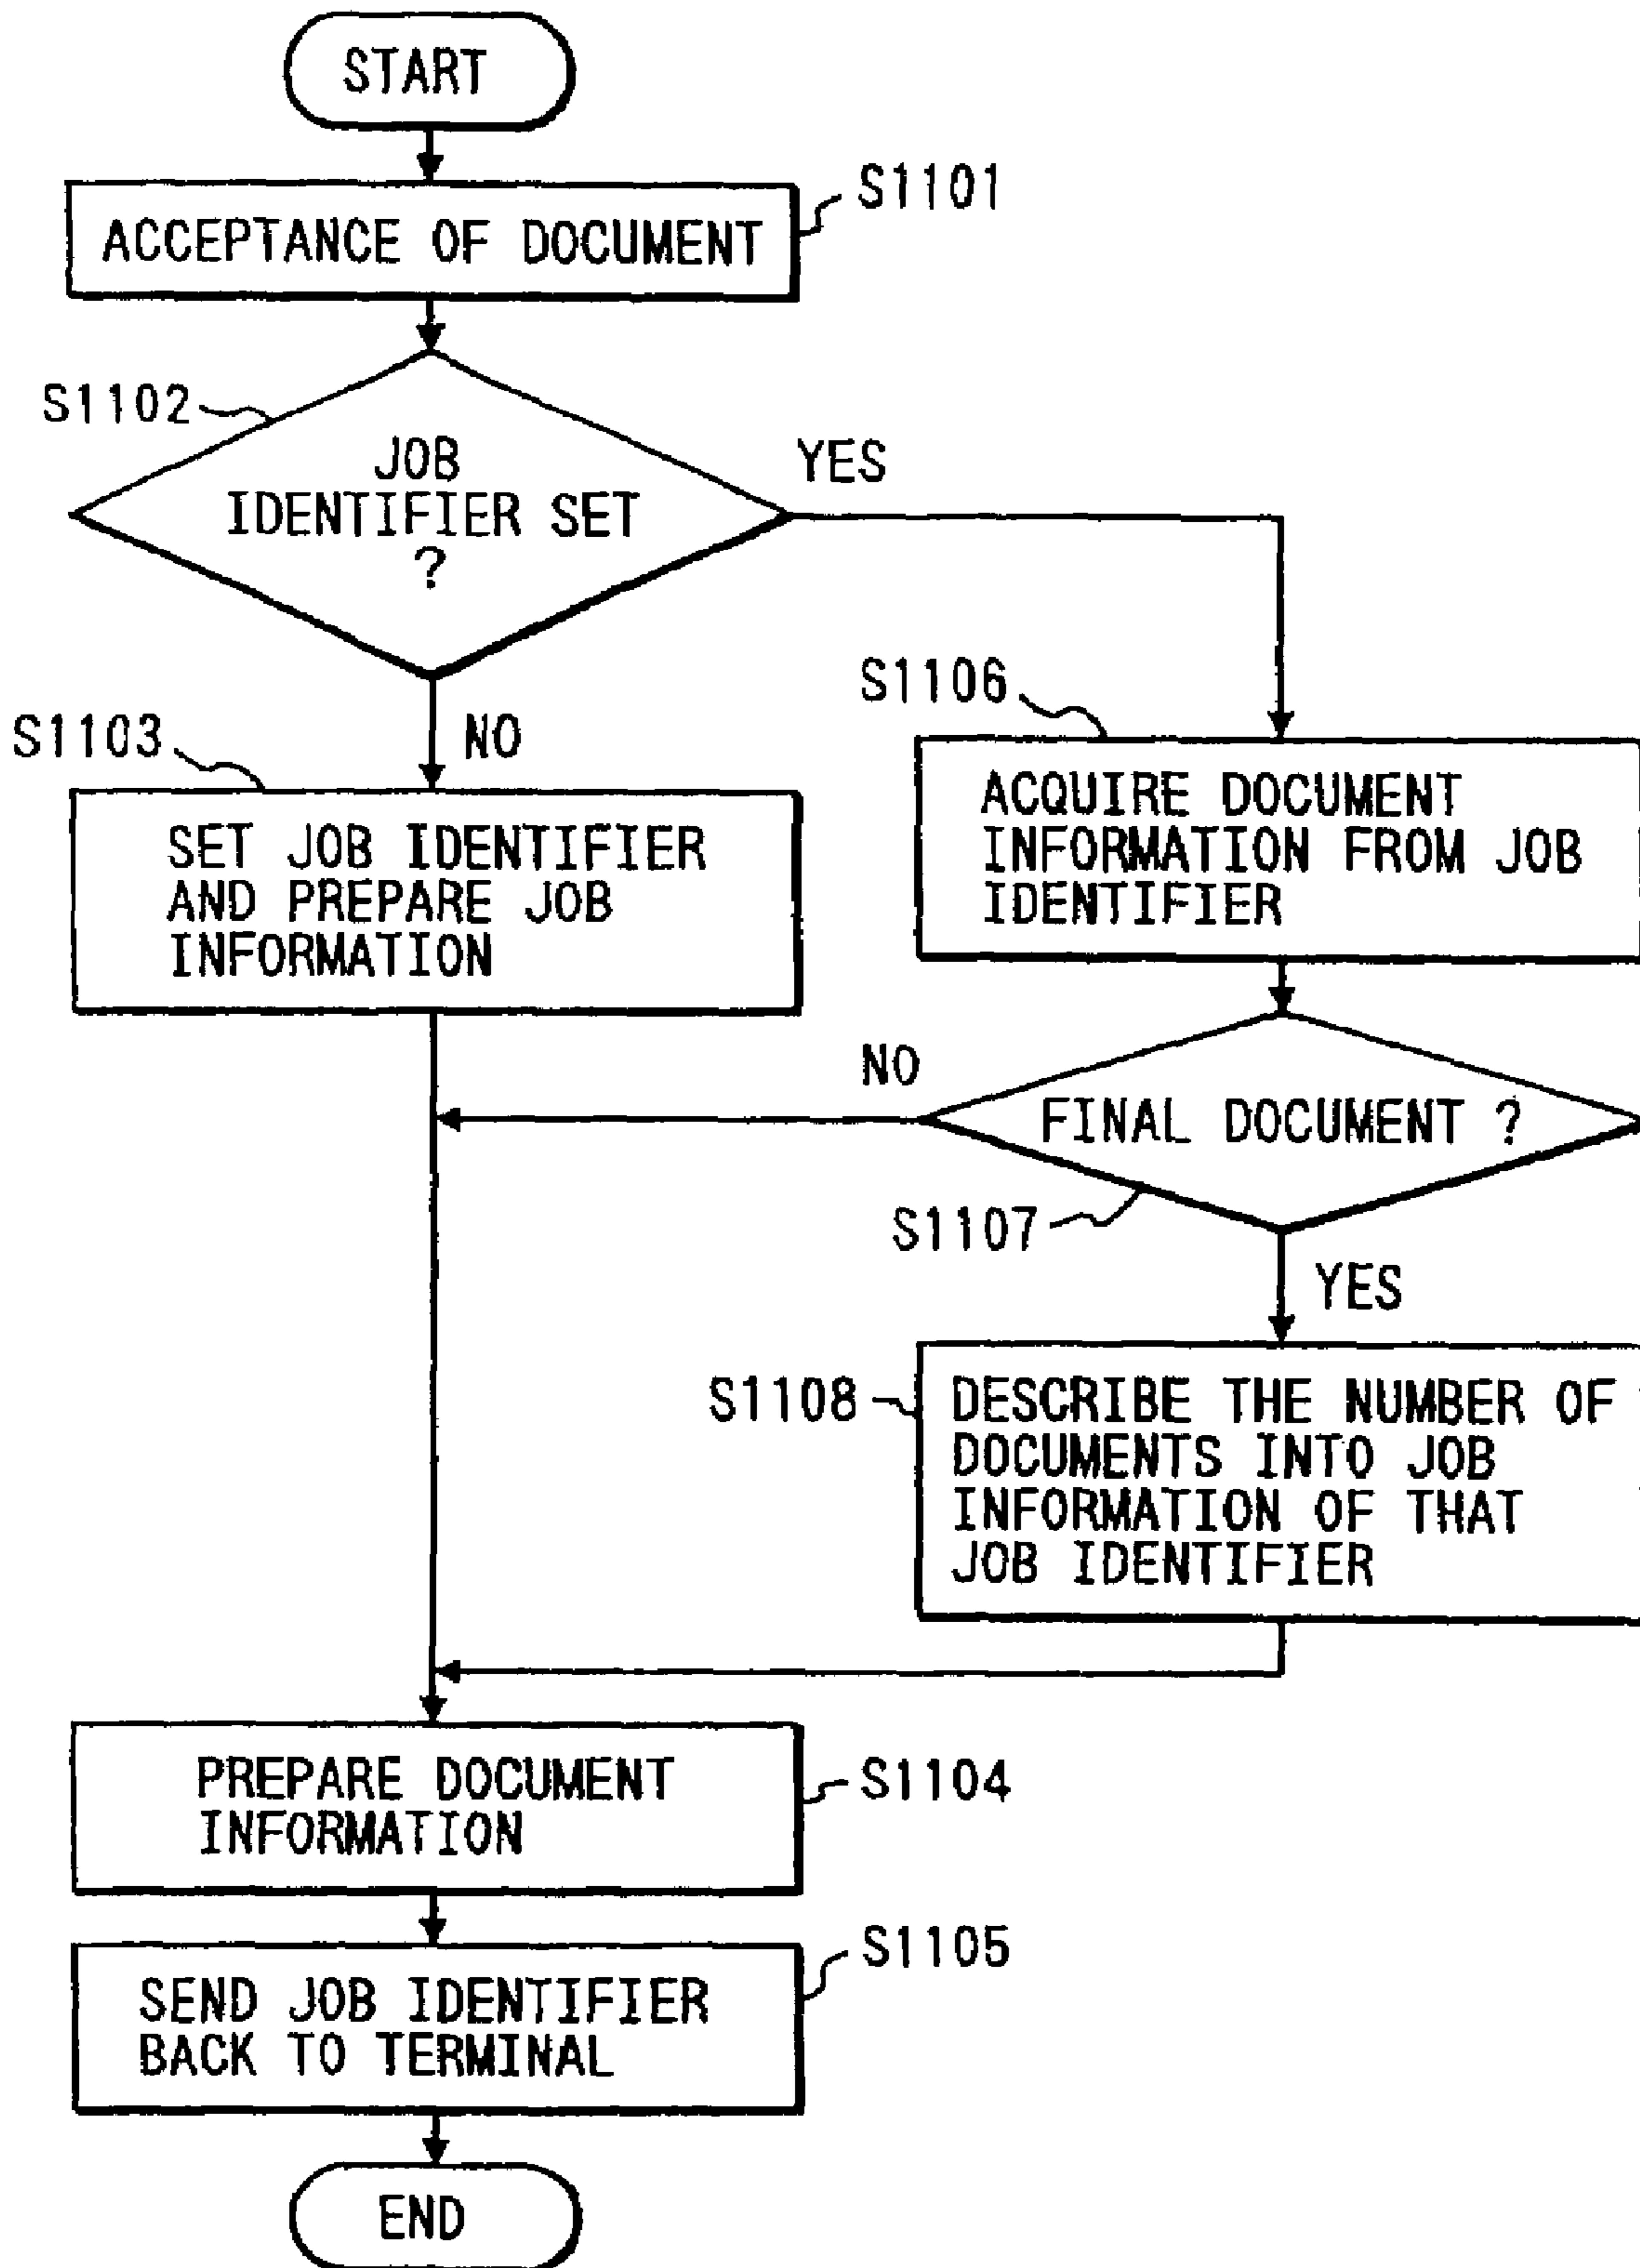 START
S1101
ACCEPTANCE OF DOCUMENT
S1102
JOB
IDENTIFIER SET
?
YES
NO
S1103
SET JOB IDENTIFIER
AND PREPARE JOB
INFORMATION
S1106
ACQUIRE DOCUMENT
INFORMATION FROM JOB
IDENTIFIER
NO
FINAL DOCUMENT ?
S1107
YES
S1108
DESCRIBE THE NUMBER OF
DOCUMENTS INTO JOB
INFORMATION OF THAT
JOB IDENTIFIER
PREPARE DOCUMENT
INFORMATION
S1104
SEND JOB IDENTIFIER
BACK TO TERMINAL
S1105
END